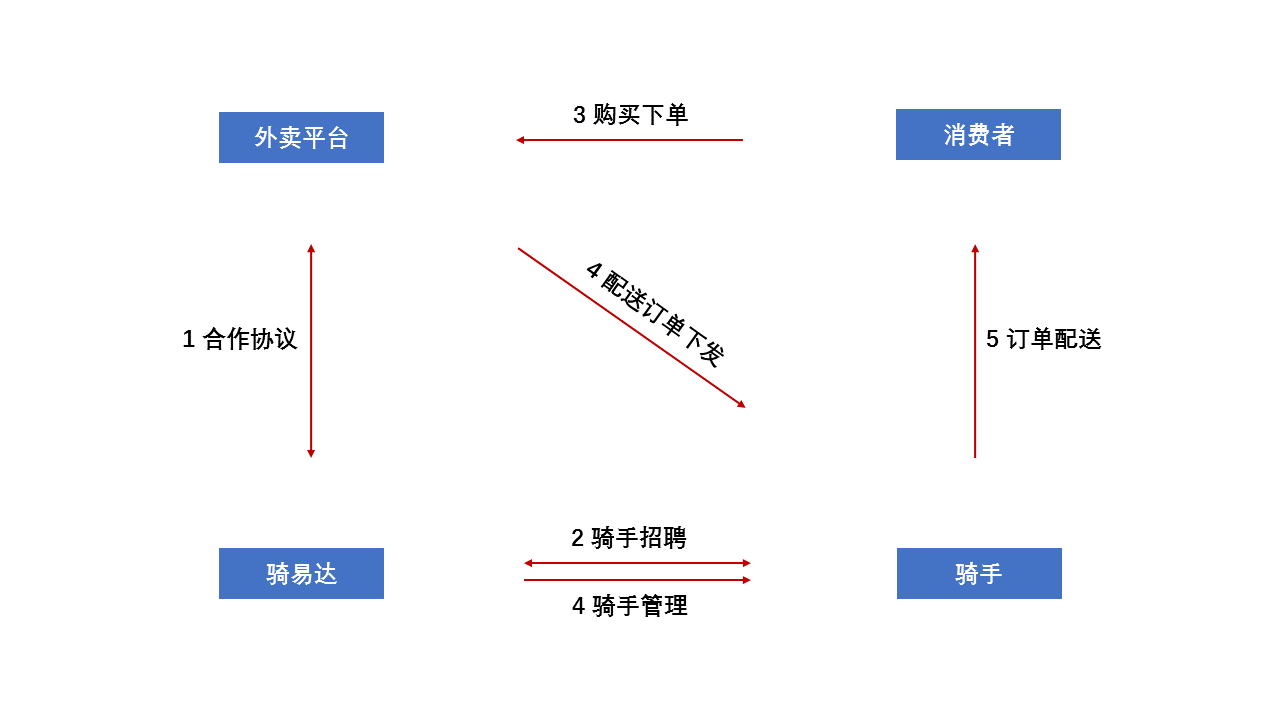 3 购买下单
外卖平台
消费者
4 配送订单下发
1 合作协议
5 订单配送
2 骑手招聘
骑易达
骑手
4 骑手管理